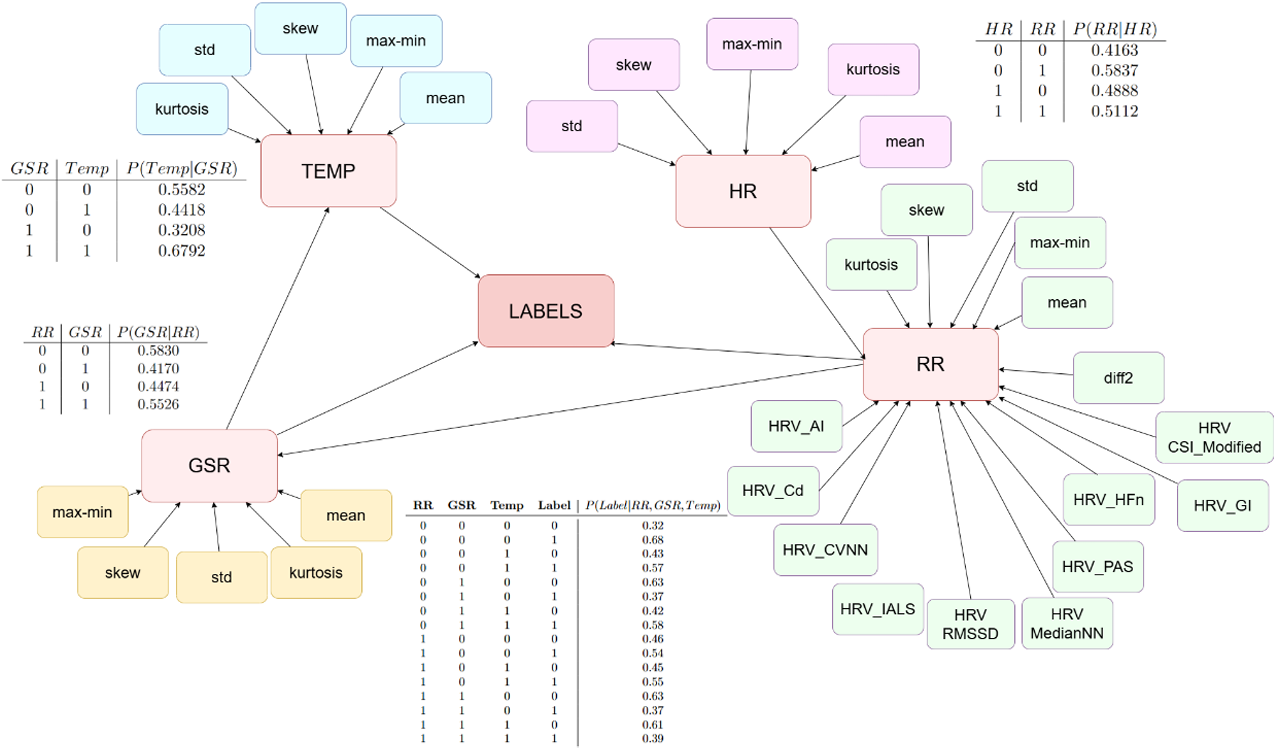 skew
std
max-min
kurtosis
mean
TEMP
GSR Temp P(Temp|GSR)
0 0 0.5582
0 1 0.4418
1 0 0.3208
1 1 0.6792
max-min
skew
kurtosis
std
mean
HR
HR RR P(RR|HR)
0 0 0.4163
0 1 0.5837
1 0 0.4888
1 1 0.5112
LABELS
std
skew
max-min
kurtosis
mean
RR
diff2
HRV_AI
HRV
CSI_Modified
HRV_Cd
HRV_HFn
HRV_GI
HRV_CVNN
HRV_PAS
HRV_IALS
HRV
RMSSD
HRV
MedianNN
RR GSR P(GSR|RR)
0 0 0.5830
0 1 0.4170
1 0 0.4474
1 1 0.5526
GSR
max-min
mean
skew
std
kurtosis
RR GSR Temp Label P(Label|RR, GSR, Temp)
0 0 0 0 0.32
0 0 0 1 0.68
0 0 1 0 0.43
0 0 1 1 0.57
0 1 0 0 0.63
0 1 0 1 0.37
0 1 1 0 0.42
0 1 1 1 0.58
1 0 0 0 0.46
1 0 0 1 0.54
1 0 1 0 0.45
1 0 1 1 0.55
1 1 0 0 0.63
1 1 0 1 0.37
1 1 1 0 0.61
1 1 1 1 0.39